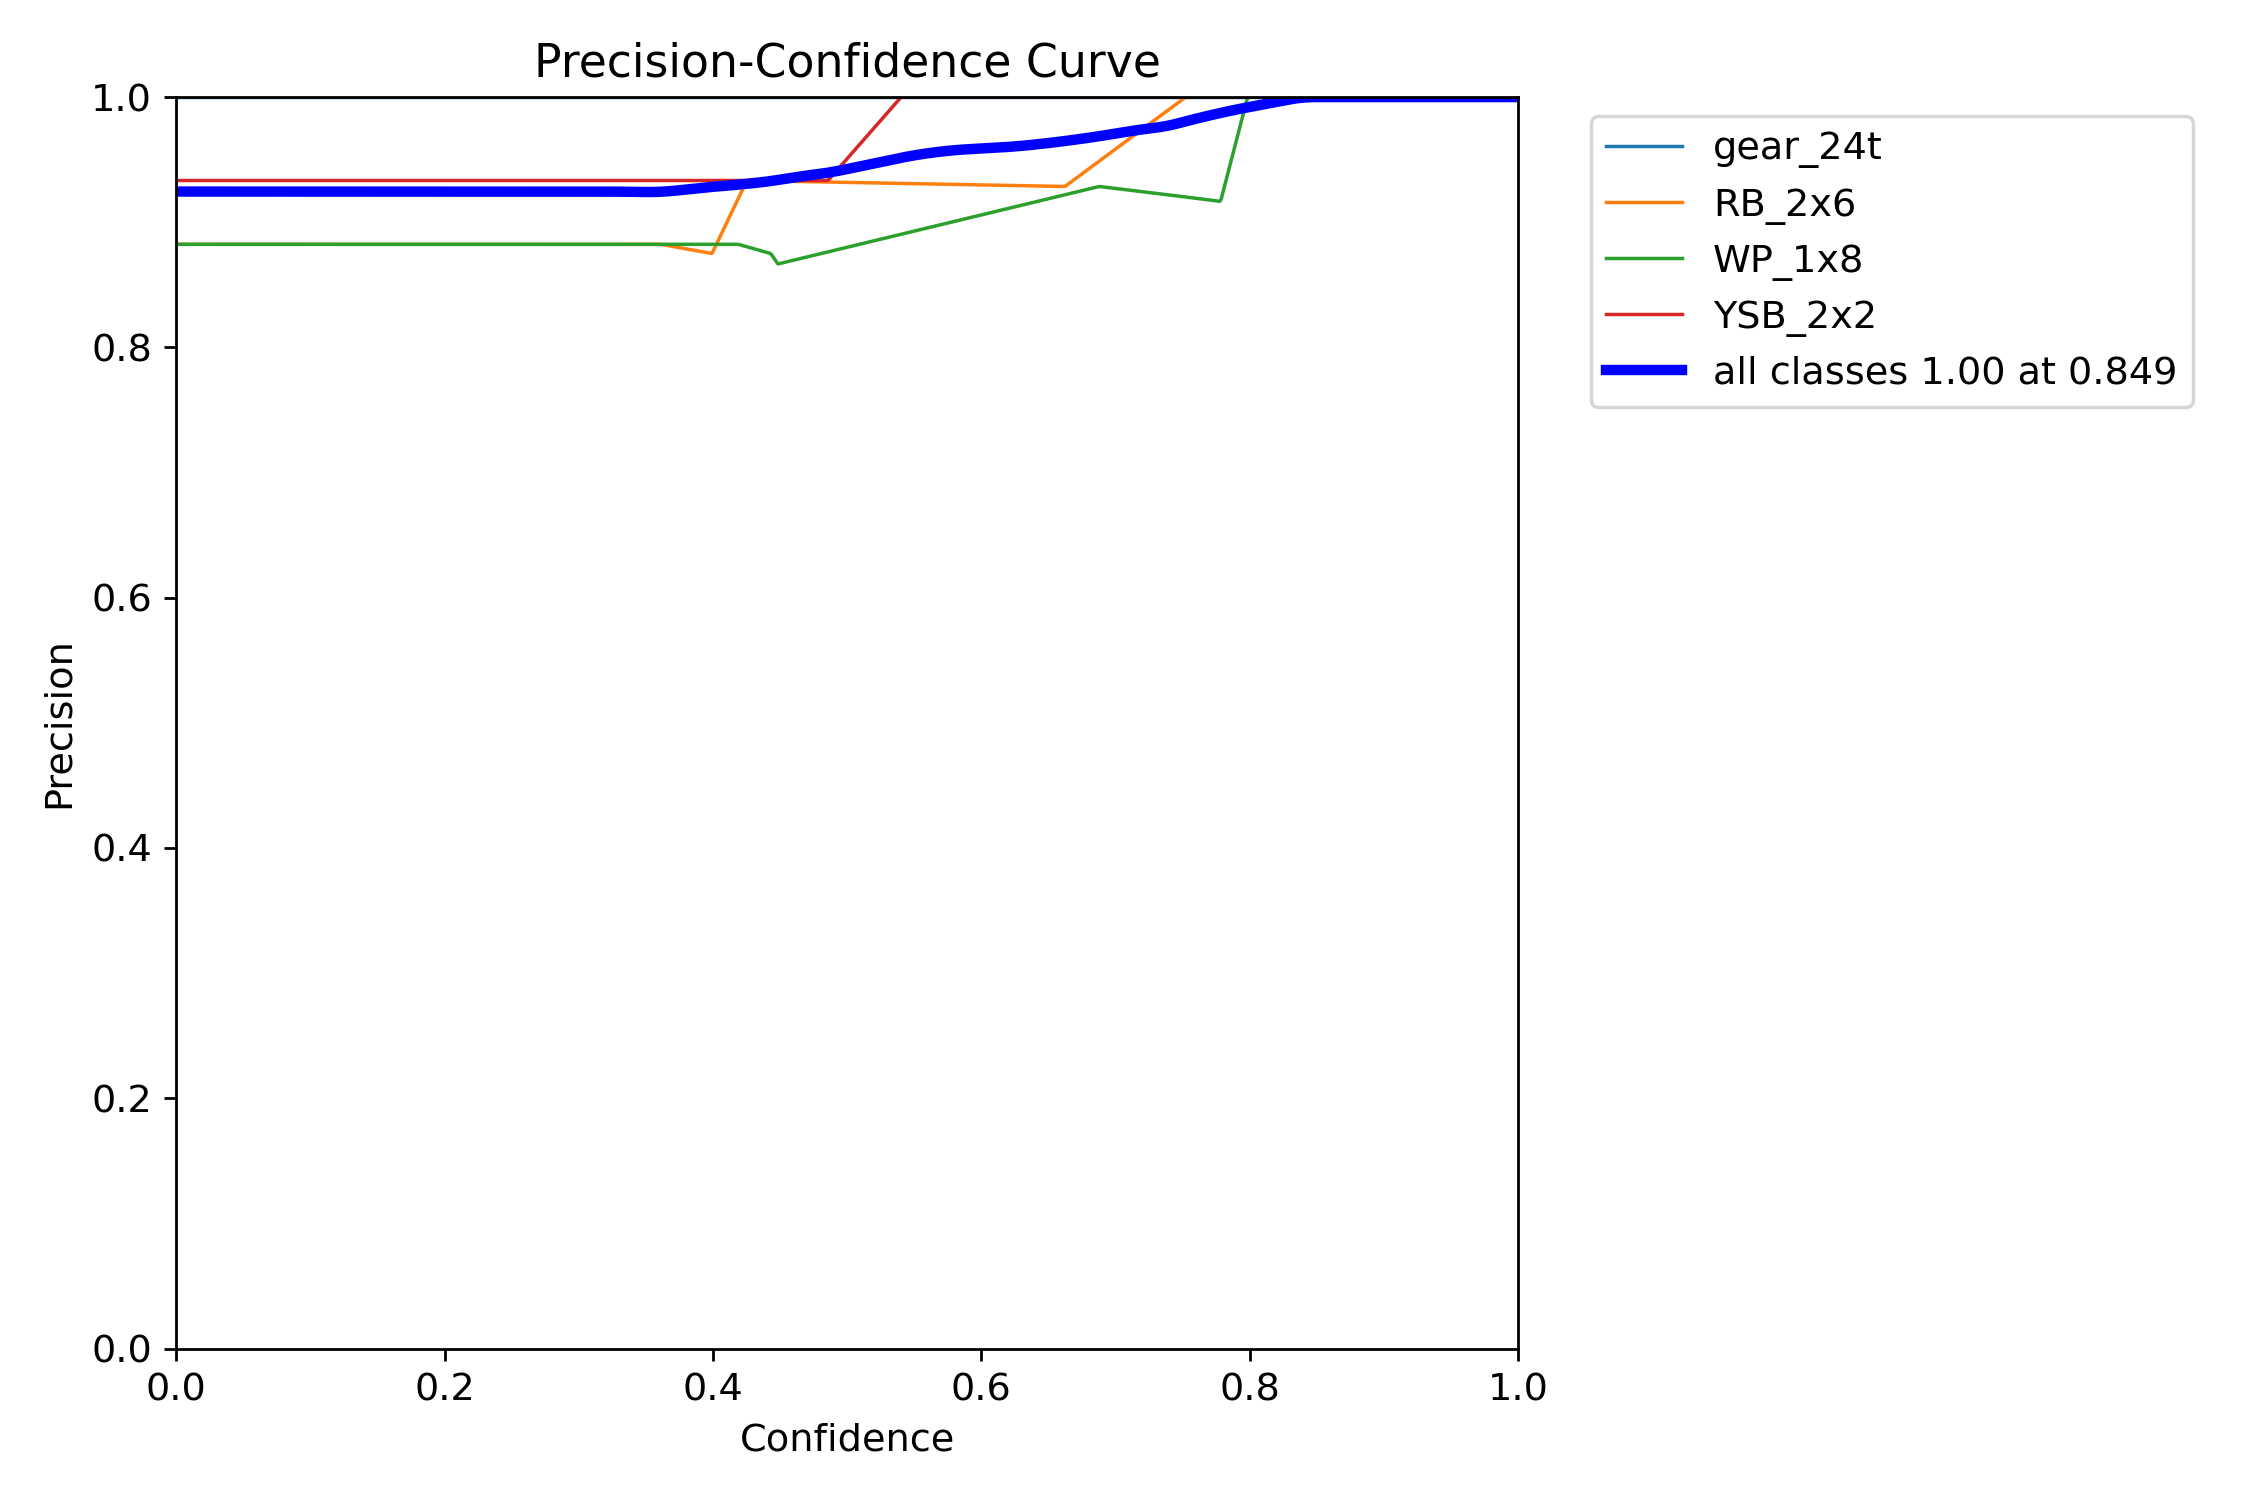 Precision-Confidence Curve
1.0
0.8
0.6
0.4
0.2
0.0
Precision
0.0 0.2 0.4 0.6 0.8 1.0
Confidence
gear_24t
RB_2x6
WP_1x8
YSB_2x2
all classes 1.00 at 0.849